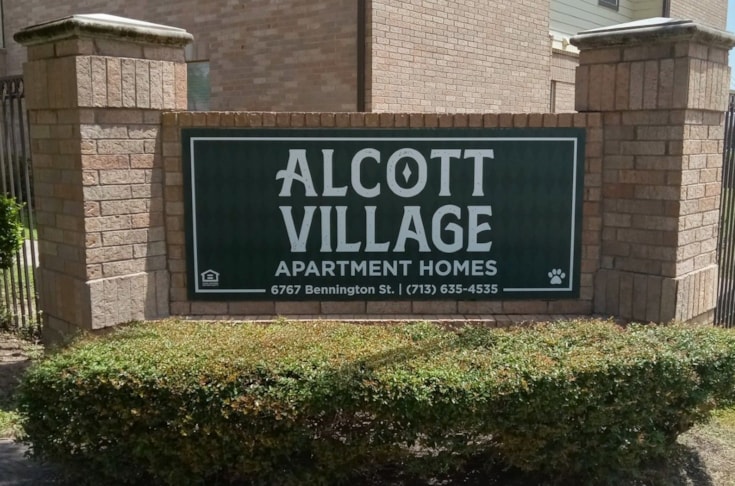 ALCOTT
VILLAGE
APARTMENT HOMES
6767 Bennington St. | (713) 635-4535